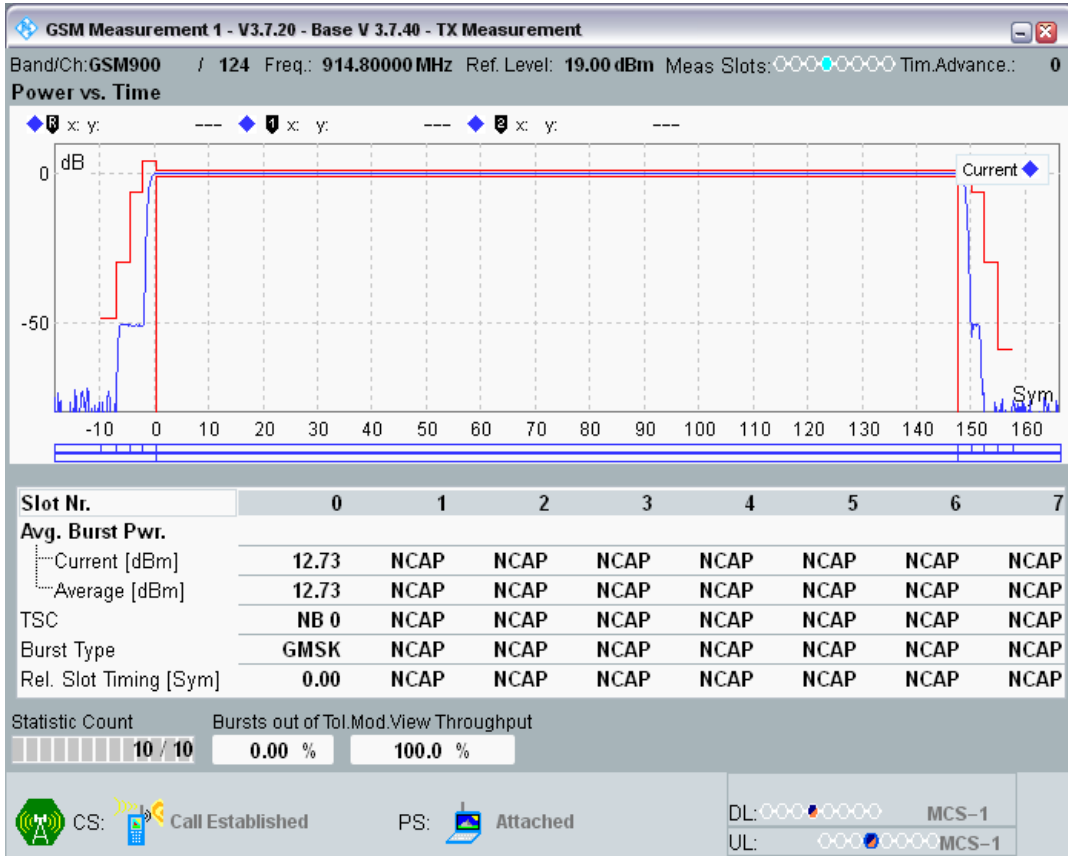 GSM Measurement 1 - V3.7.20 - Base V 3.7.40 - TX Measurement
Band/Ch:GSM900 / 124 Freq.: 914.80000 MHz Ref. Level: 19.00 dBm Meas Slots: Tim.Advance.: 0
Power vs. Time
R x: y: --- 1 x: y: --- 2 x: y: ---
dB
Current
0
-50
Sym.
-10 0 10 20 30 40 50 60 70 80 90 100 110 120 130 140 150 160
Slot Nr. 0 1 2 3 4 5 6 7
Avg. Burst Pwr.
Current [dBm] 12.73 NCAP NCAP NCAP NCAP NCAP NCAP NCAP
Average [dBm] 12.73 NCAP NCAP NCAP NCAP NCAP NCAP NCAP
TSC NB 0 NCAP NCAP NCAP NCAP NCAP NCAP NCAP
Burst Type GMSK NCAP NCAP NCAP NCAP NCAP NCAP NCAP
Rel. Slot Timing [Sym] 0.00 NCAP NCAP NCAP NCAP NCAP NCAP NCAP
Statistic Count Bursts out of Tol.Mod.View Throughput
10 / 10 0.00 % 100.0 %
CS: Call Established PS: Attached
DL: MCS-1
UL: MCS-1